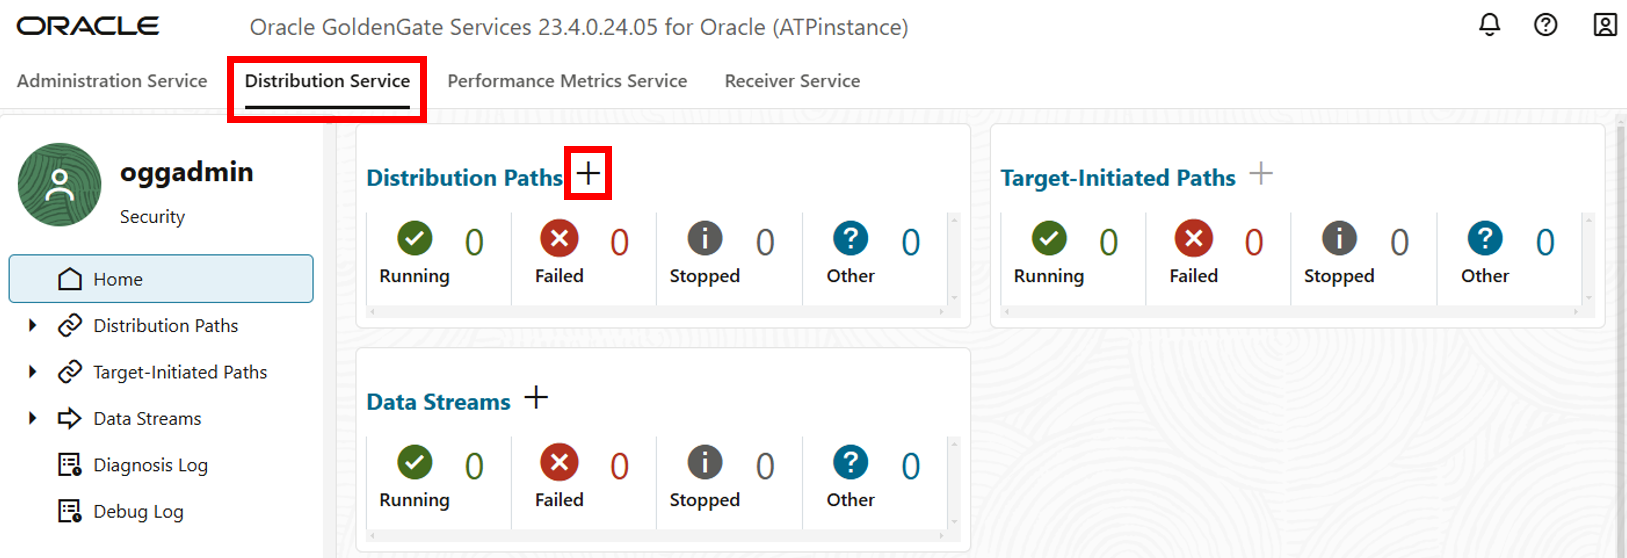 ORACLE Oracle GoldenGate Services 23.4.0.24.05 for Oracle (ATPinstance)
Administration Service Distribution Service Performance Metrics Service Receiver Service
oggadmin
Security
Home
Distribution Paths
Target-Initiated Paths
Data Streams
Diagnosis Log
Debug Log
Distribution Paths
0 0 0 0
Running Failed Stopped Other
Target-Initiated Paths
0 0 0 0
Running Failed Stopped Other
Data Streams
0 0 0 0
Running Failed Stopped Other